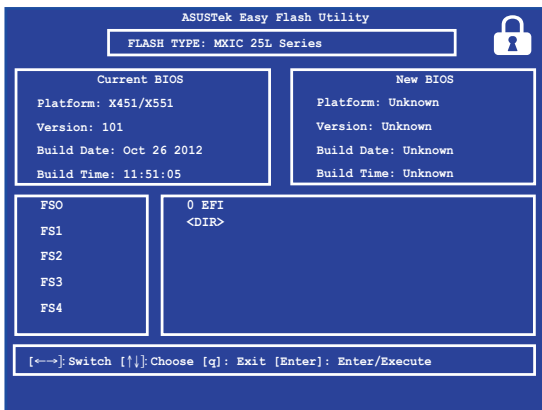 ASUSTek Easy Flash Utility
FLASH TYPE: MXIC 25L Series
Current BIOS
Platform: X451/X551
Version: 101
Build Date: Oct 26 2012
Build Time: 11:51:05
New BIOS
Platform: Unknown
Version: Unknown
Build Date: Unknown
Build Time: Unknown
FSO
FS1
FS2
FS3
FS4
0 EFI
<DIR>
[←→]: Switch [↑↓]: Choose [q]: Exit [Enter]: Enter/Execute